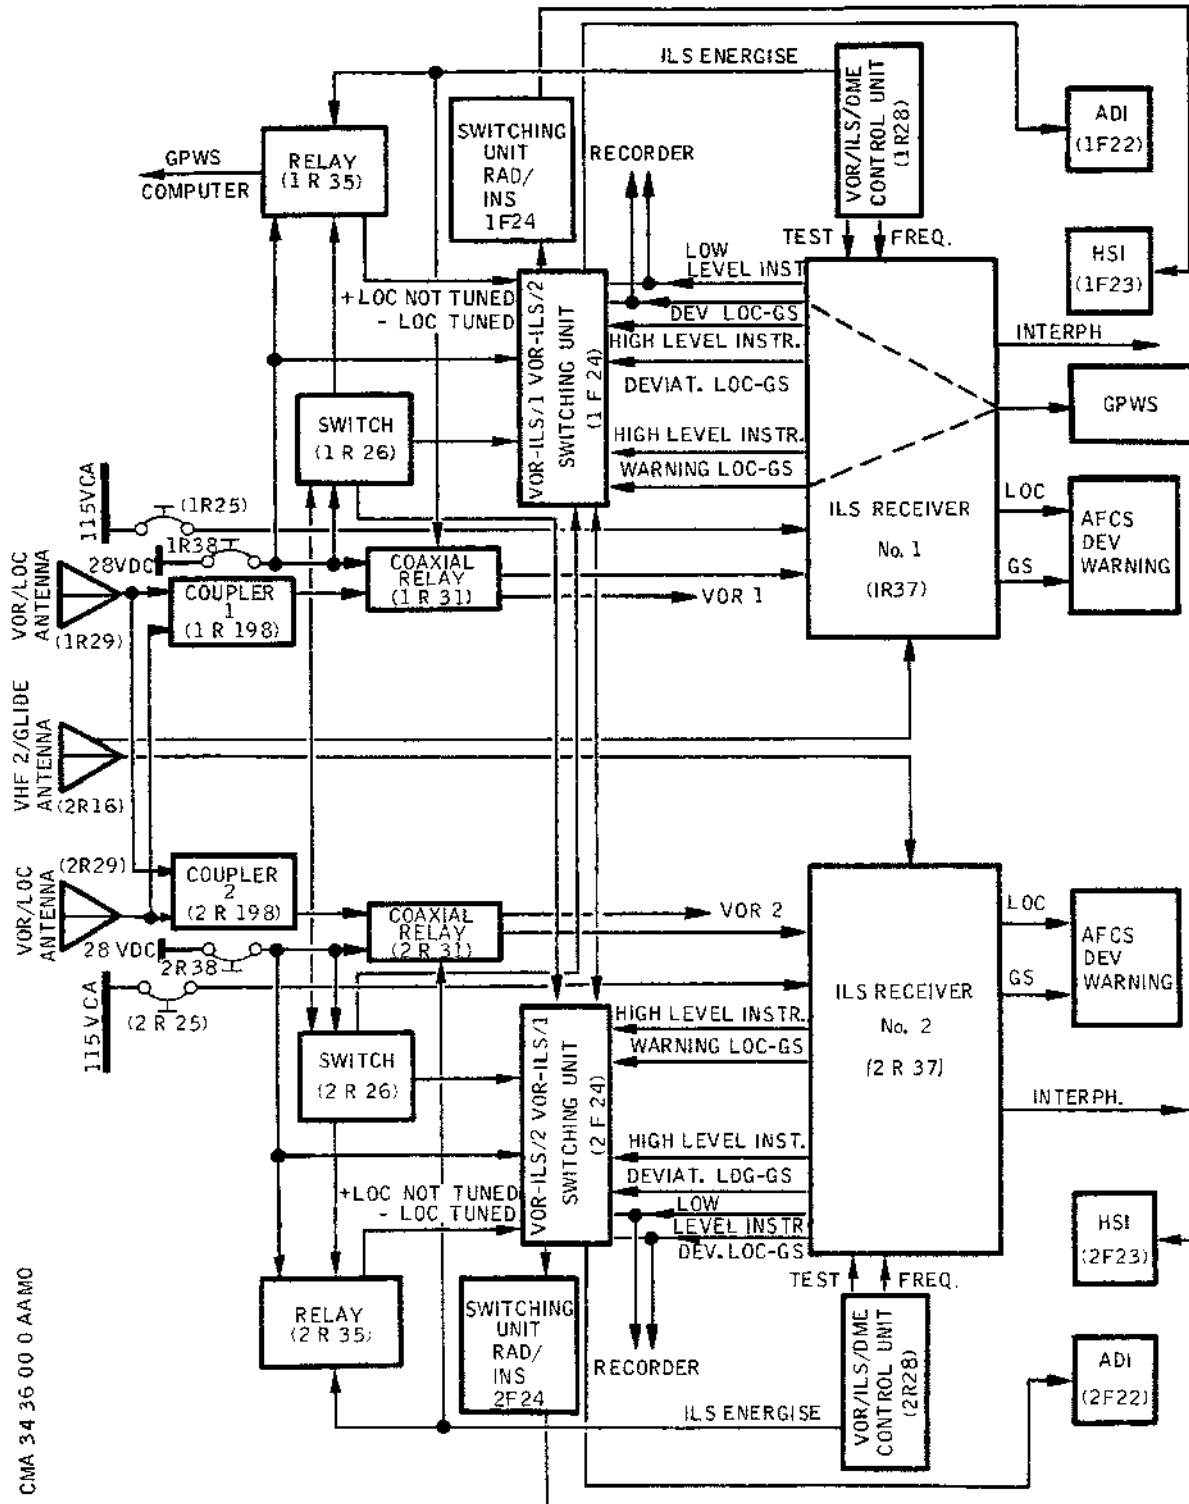 ILS ENERGISE
VOR/ILS/DME
CONTROL UNIT
(1R28)
ADI
(1F22)
SWITCHING
UNIT
RAD/
INS
1F24
RECORDER
GPWS
COMPUTER
RELAY
(1 R 35)
TEST
FREQ.
HSI
(1F23)
LOW
LEVEL INST
+LOC NOT TUNED
- LOC TUNED
VOR-ILS/1 VOR-ILS/2
SWITCHING UNIT
(1 F 24)
DEV LOC-GS
HIGH LEVEL INSTR.
INTERPH
DEVIAT. LOC-GS
GPWS
SWITCH
(1 R 26)
HIGH LEVEL INSTR.
WARNING LOC-GS
ILS RECEIVER
No. 1
(1R37)
LOC
GS
AFCS
DEV
WARNING
115VCA
(1R25)
1R38
28VDC
COAXIAL
RELAY
(1 R 31)
VOR 1
VOR/LOC
ANTENNA
(1R29)
COUPLER
1
(1 R 198)
VHF 2/GLIDE
ANTENNA
(2R16)
(2R29)
VOR/LOC
ANTENNA
COUPLER
2
(2 R 198)
COAXIAL
RELAY
(2 R 31)
VOR 2
28 VDC
2R38
115VCA
(2 R 25)
LOC
GS
AFCS
DEV
WARNING
ILS RECEIVER
No. 2
(2 R 37)
HIGH LEVEL INSTR.
WARNING LOC-GS
SWITCH
(2 R 26)
VOR-ILS/2 VOR-ILS/1
SWITCHING UNIT
(2 F 24)
INTERPH.
HIGH LEVEL INST.
DEVIAT. LOG-GS
+LOC NOT TUNED
- LOC TUNED
LOW
LEVEL INSTR
DEV. LOC-GS
HSI
(2F23)
TEST
FREQ.
RELAY
(2 R 35)
SWITCHING
UNIT
RAD/
INS
2F24
RECORDER
VOR/ILS/DME
CONTROL UNIT
(2R28)
ADI
(2F22)
ILS ENERGISE
CMA 34 36 00 0 AAMO